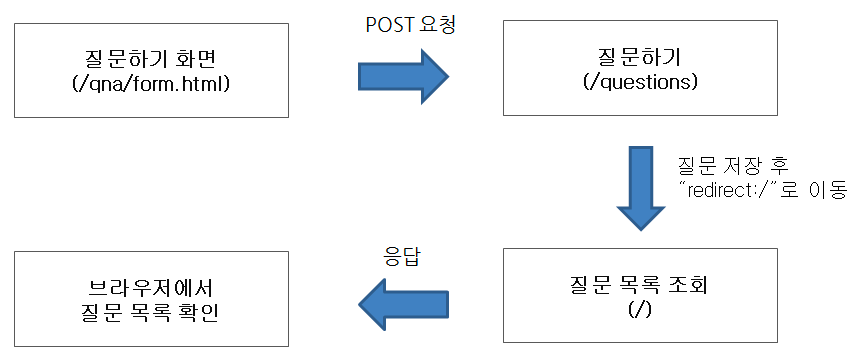 질문하기 화면
(/qna/form.html)
POST 요청
질문하기
(/questions)
질문 저장 후
“redirect:/”로 이동
질문 목록 조회
(/)
응답
브라우저에서
질문 목록 확인